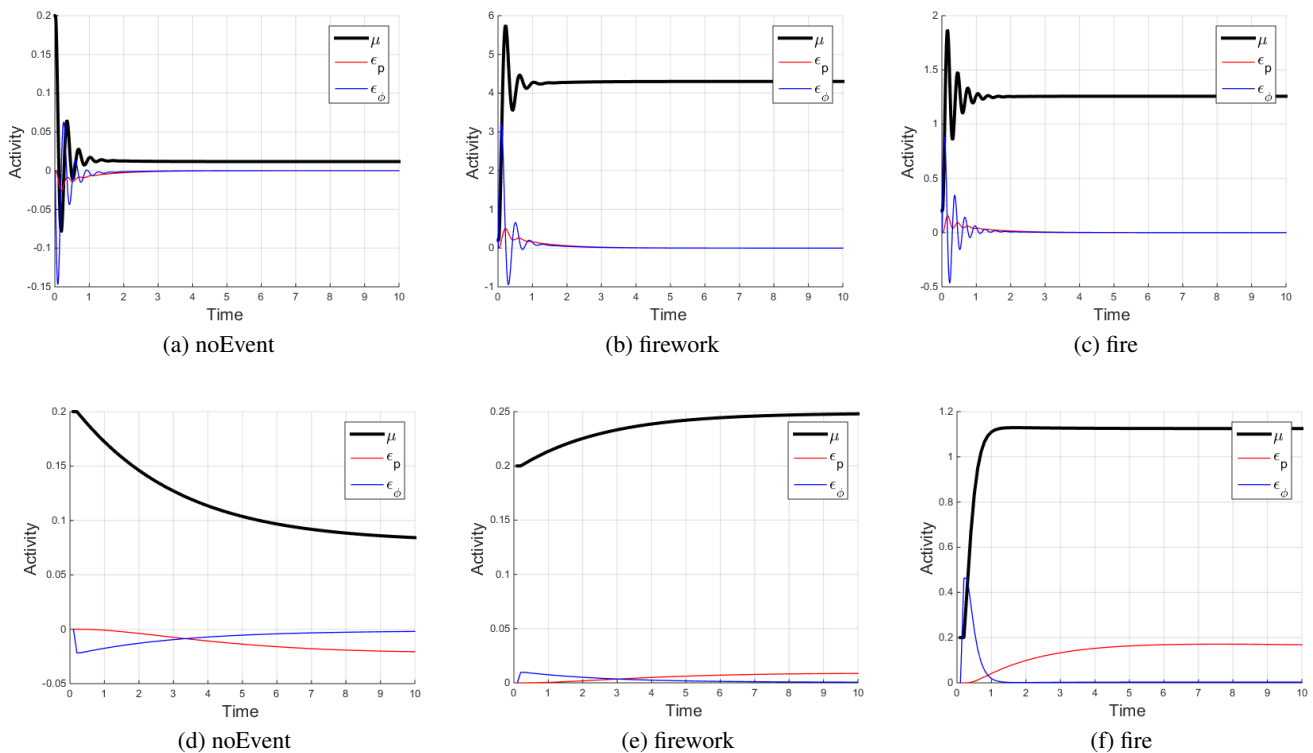 0.2
0.15
0.1
0.05
0
-0.05
-0.1
-0.15
Activity
μ
ϵp
ϵϕ
0 1 2 3 4 5 6 7 8 9 10
Time
(a) noEvent
6
5
4
3
2
1
0
-1
Activity
μ
ϵp
ϵϕ
0 1 2 3 4 5 6 7 8 9 10
Time
(b) firework
2
1.5
1
0.5
0
-0.5
Activity
μ
ϵp
ϵϕ
0 1 2 3 4 5 6 7 8 9 10
Time
(c) fire
0.2
0.15
0.1
0.05
0
-0.05
Activity
μ
ϵp
ϵϕ
0 1 2 3 4 5 6 7 8 9 10
Time
(d) noEvent
0.25
0.2
0.15
0.1
0.05
0
Activity
μ
ϵp
ϵϕ
0 1 2 3 4 5 6 7 8 9 10
Time
(e) firework
1.2
1
0.8
0.6
0.4
0.2
0
Activity
μ
ϵp
ϵϕ
0 1 2 3 4 5 6 7 8 9 10
Time
(f) fire